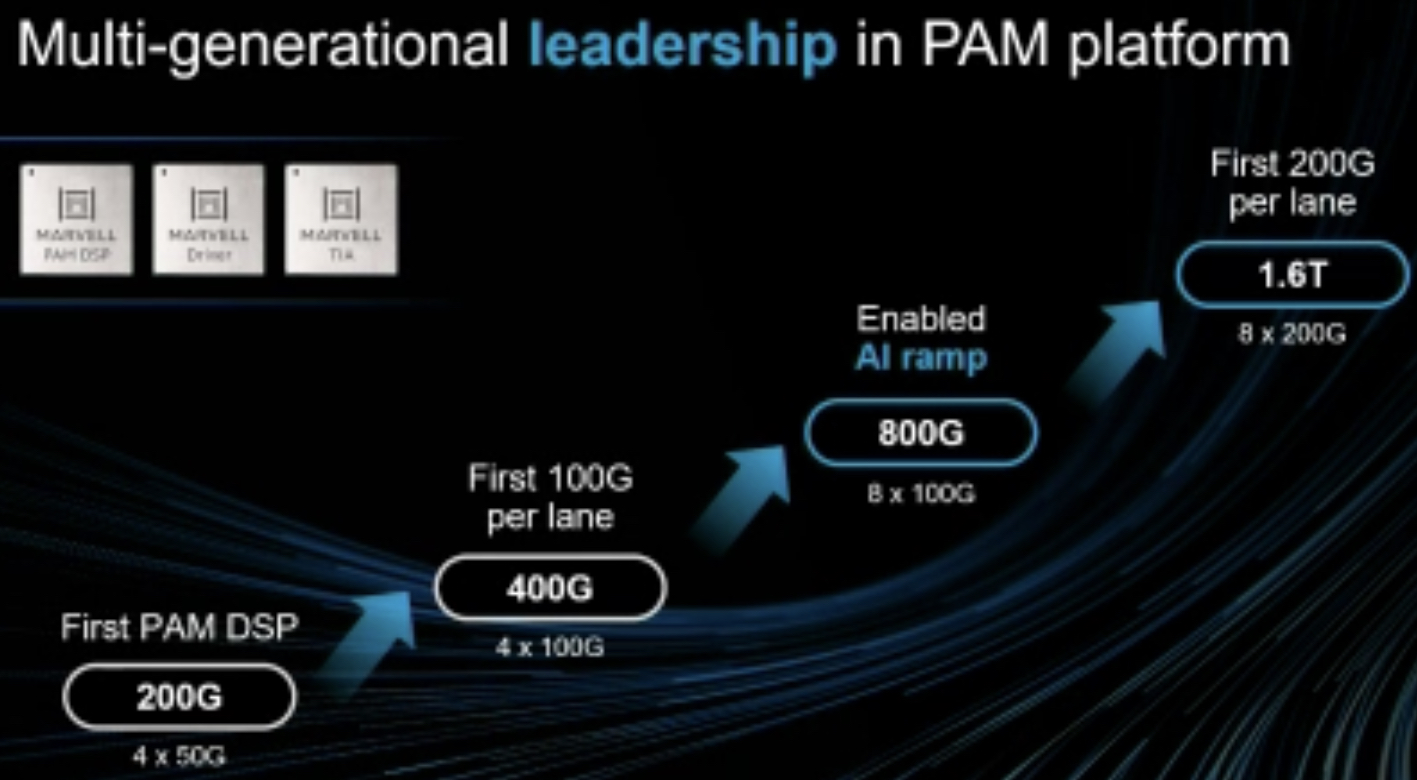 Multi-generational leadership in PAM platform
MARVELL
PAM DSP
MARVELL
Driver
MARVELL
TIA
First 200G
per lane
1.6T
8 x 200G
Enabled
AI ramp
800G
8 x 100G
First 100G
per lane
400G
4 x 100G
First PAM DSP
200G
4 x 50G